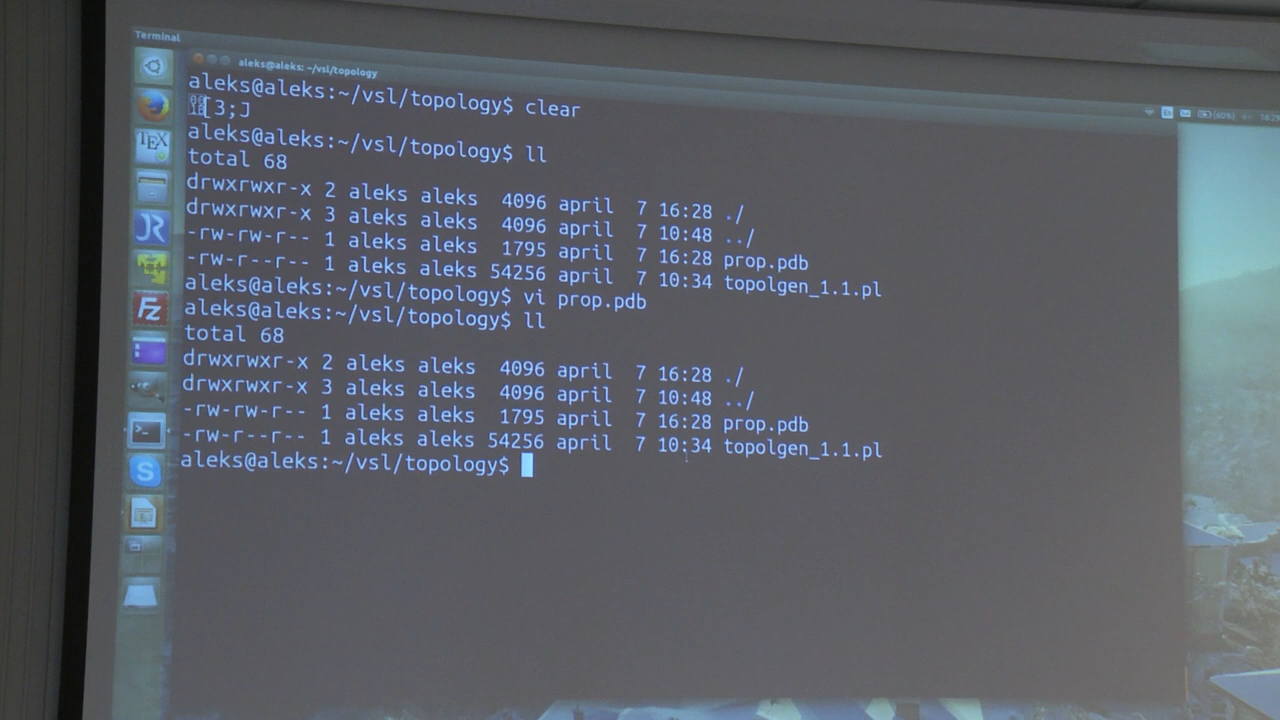 Terminal
aleks@aleks: ~/vsl/topology
En (60%)
aleks@aleks:~/vsl/topology$ clear
[3;J
aleks@aleks:~/vsl/topology$ ll
total 68
drwxrwxr-x 2 aleks aleks 4096 april 7 16:28 ./
drwxrwxr-x 3 aleks aleks 4096 april 7 10:48 ../
-rw-rw-r-- 1 aleks aleks 1795 april 7 16:28 prop.pdb
-rw-r--r-- 1 aleks aleks 54256 april 7 10:34 topolgen_1.1.pl
aleks@aleks:~/vsl/topology$ vi prop.pdb
aleks@aleks:~/vsl/topology$ ll
total 68
drwxrwxr-x 2 aleks aleks 4096 april 7 16:28 ./
drwxrwxr-x 3 aleks aleks 4096 april 7 10:48 ../
-rw-rw-r-- 1 aleks aleks 1795 april 7 16:28 prop.pdb
-rw-r--r-- 1 aleks aleks 54256 april 7 10:34 topolgen_1.1.pl
aleks@aleks:~/vsl/topology$
TEX
JR
FZ
S